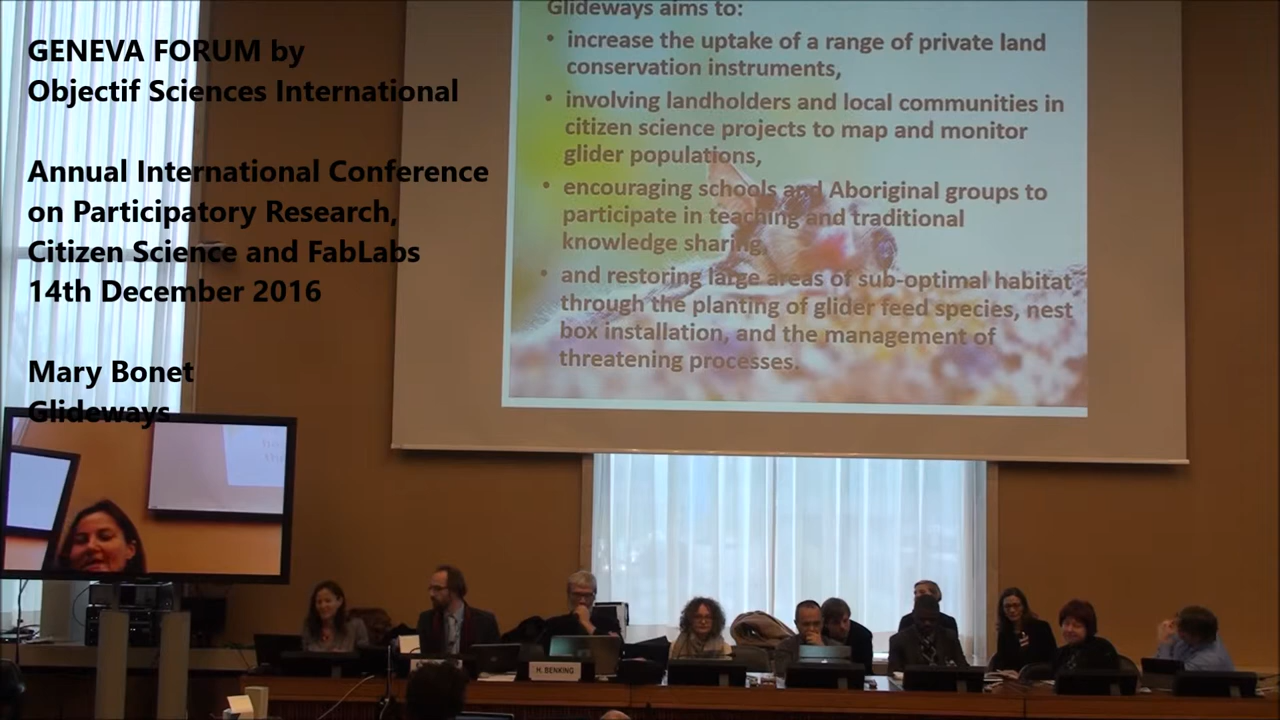 GENEVA FORUM by
Objectif Sciences International
Annual International Conference
on Participatory Research,
Citizen Science and FabLabs
14th December 2016
Mary Bonet
Glideways
Glideways aims to:
• increase the uptake of a range of private land
conservation instruments,
• involving landholders and local communities in
citizen science projects to map and monitor
glider populations,
• encouraging schools and Aboriginal groups to
participate in teaching and traditional
knowledge sharing,
• and restoring large areas of sub-optimal habitat
through the planting of glider feed species, nest
box installation, and the management of
threatening processes.
H. BENKING